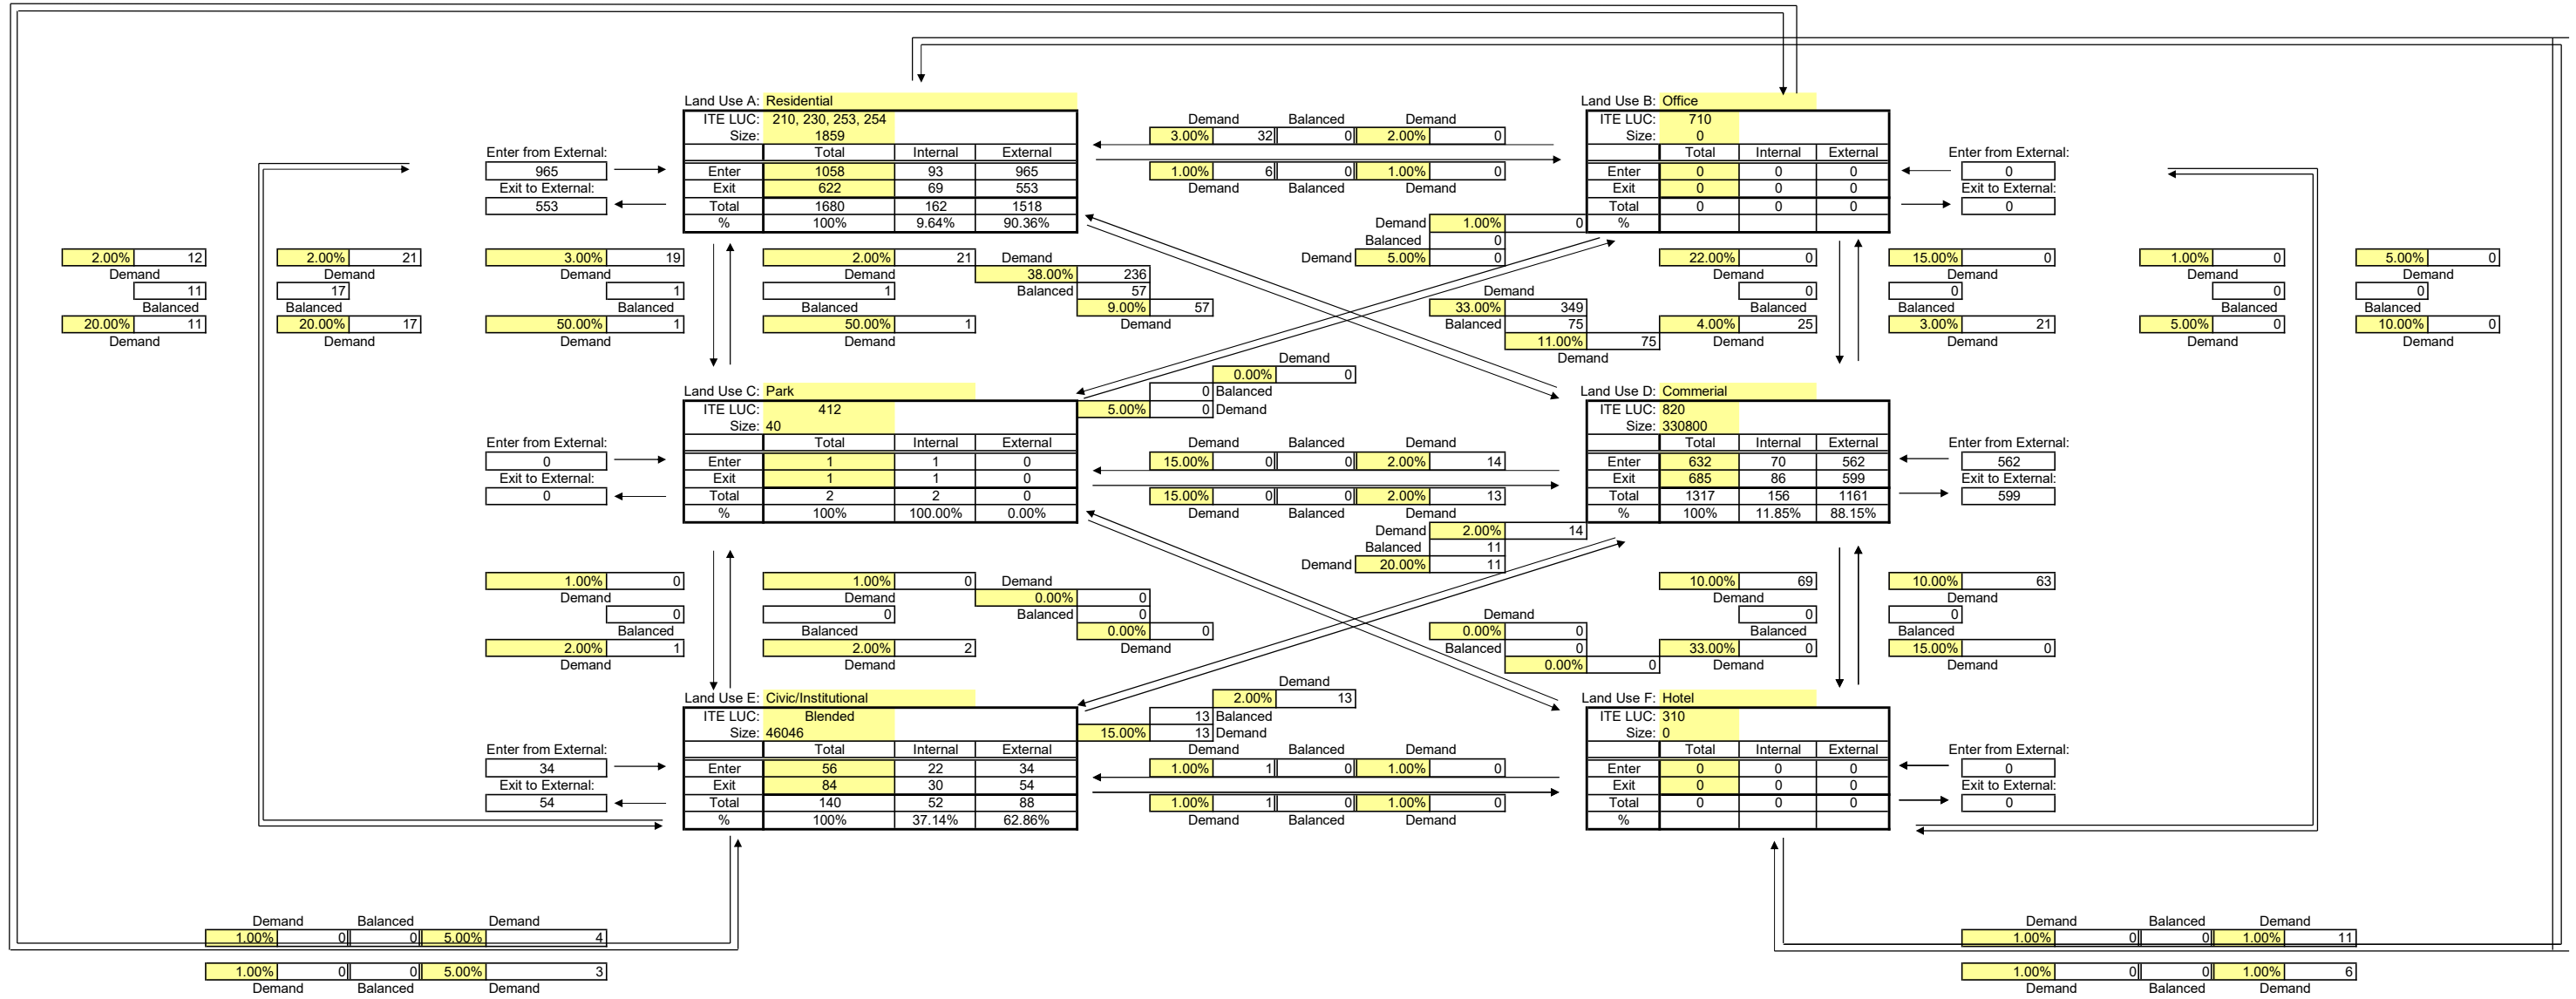 Land Use A: Residential
Land Use B: Office
ITE LUC: 210, 230, 253, 254
Demand Balanced Demand
ITE LUC: 710
Size: 1859
3.00% 32 0 2.00% 0
Size: 0
Enter from External:
Total Internal External
Total Internal External
Enter from External:
965
Enter 1058 93 965
1.00% 6 0 1.00% 0
Enter 0 0 0
0
Exit to External:
Exit 622 69 553
Demand Balanced Demand
Exit 0 0 0
Exit to External:
553
Total 1680 162 1518
Total 0 0 0
0
% 100% 9.64% 90.36%
Demand 1.00% 0
%
Balanced 0
2.00% 12 2.00% 21 3.00% 19 2.00% 21 Demand
Demand 5.00% 0
22.00% 0 15.00% 0 1.00% 0 5.00% 0
Demand Demand Demand Demand 38.00% 236
Demand Demand Demand Demand
11 17 1 1 Balanced 57
Demand
0 0 0 0
Balanced Balanced Balanced Balanced 9.00% 57
33.00% 349
Balanced Balanced Balanced Balanced
20.00% 11 20.00% 17 50.00% 1 50.00% 1 Demand
Balanced 75
4.00% 25 3.00% 21 5.00% 0 10.00% 0
Demand Demand Demand Demand
11.00% 75
Demand Demand Demand Demand
Demand
Demand
0.00% 0
Land Use C: Park
0 Balanced
Land Use D: Commerial
ITE LUC: 412
5.00% 0 Demand
ITE LUC: 820
Size: 40
Size: 330800
Enter from External:
Total Internal External
Demand Balanced Demand
Total Internal External
Enter from External:
0
Enter 1 1 0
15.00% 0 0 2.00% 14
Enter 632 70 562
562
Exit to External:
Exit 1 1 0
Exit 685 86 599
Exit to External:
0
Total 2 2 0
15.00% 0 0 2.00% 13
Total 1317 156 1161
599
% 100% 100.00% 0.00%
Demand Balanced Demand
% 100% 11.85% 88.15%
Demand 2.00% 14
Balanced 11
Demand 20.00% 11
1.00% 0 1.00% 0 Demand
10.00% 69 10.00% 63
Demand Demand 0.00% 0
Demand Demand
0 0 Balanced 0
Demand
0 0
Balanced Balanced 0.00% 0
0.00% 0
Balanced Balanced
2.00% 1 2.00% 2 Demand
Balanced 0
33.00% 0 15.00% 0
Demand Demand
0.00% 0
Demand Demand
Demand
2.00% 13
Land Use E: Civic/Institutional
13 Balanced
Land Use F: Hotel
ITE LUC: Blended
15.00% 13 Demand
ITE LUC: 310
Size: 46046
Size: 0
Enter from External:
Total Internal External
Demand Balanced Demand
Total Internal External
Enter from External:
34
Enter 56 22 34
1.00% 1 0 1.00% 0
Enter 0 0 0
0
Exit to External:
Exit 84 30 54
Exit 0 0 0
Exit to External:
54
Total 140 52 88
1.00% 1 0 1.00% 0
Total 0 0 0
0
% 100% 37.14% 62.86%
Demand Balanced Demand
%
Demand Balanced Demand
Demand Balanced Demand
1.00% 0 0 5.00% 4
1.00% 0 0 1.00% 11
1.00% 0 0 5.00% 3
1.00% 0 0 1.00% 6
Demand Balanced Demand
Demand Balanced Demand